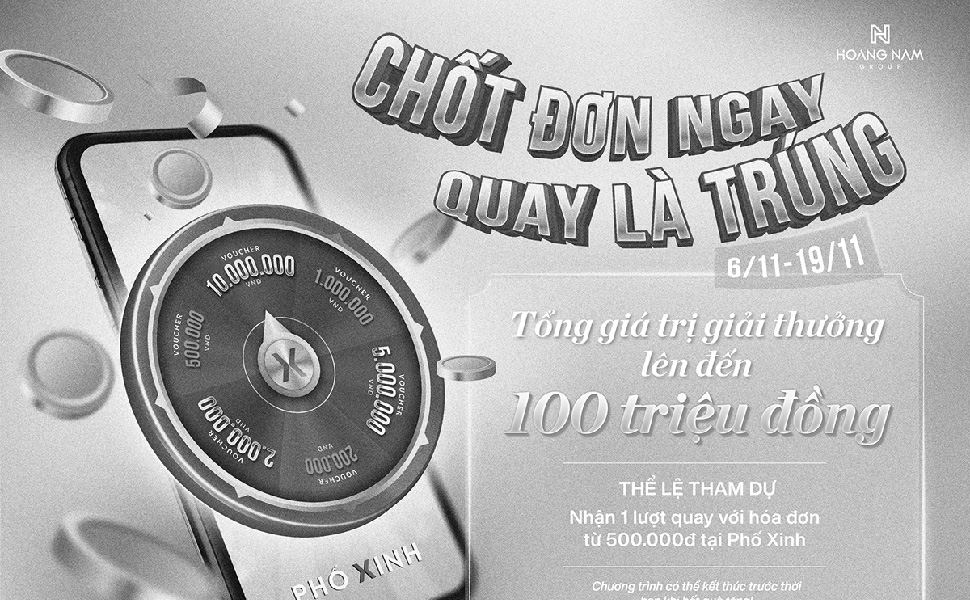 HOANG NAM
GROUP
CHỐT ĐƠN NGAY
QUAY LÀ TRÚNG
6/11-19/11
VOUCHER
10.000.000
VND
VOUCHER
1.000.000
VND
VOUCHER
5.000.000
VND
VOUCHER
200.000
VND
VOUCHER
2.000.000
VND
VOUCHER
500.000
VND
X
PHỐ XINH
Tổng giá trị giải thưởng
lên đến
100 triệu đồng
THỂ LỆ THAM DỰ
Nhận 1 lượt quay với hóa đơn
từ 500.000đ tại Phố Xinh
Chương trình có thể kết thúc trước thời